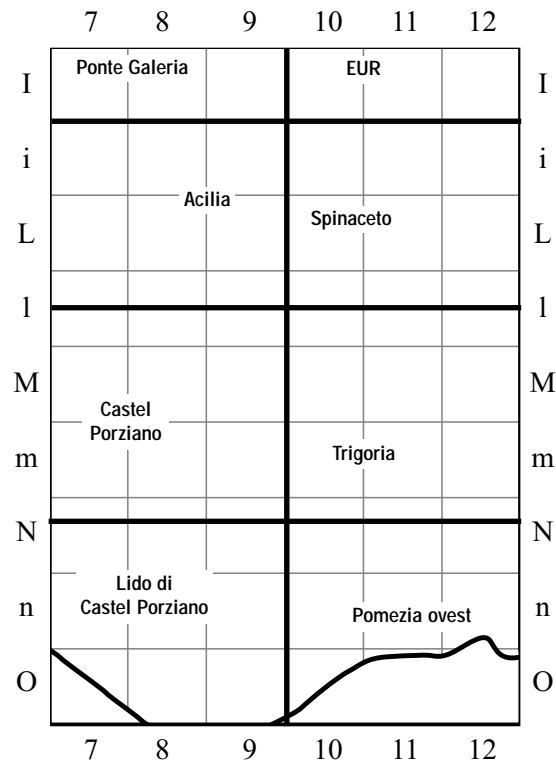 7 8 9 10 11 12
Ponte Galeria EUR
I I
i i
Acilia
Spinaceto
L L
l l
M M
Castel
Porziano
Trigoria
m m
N N
Lido di
Castel Porziano
n n
Pomezia ovest
O O
7 8 9 10 11 12